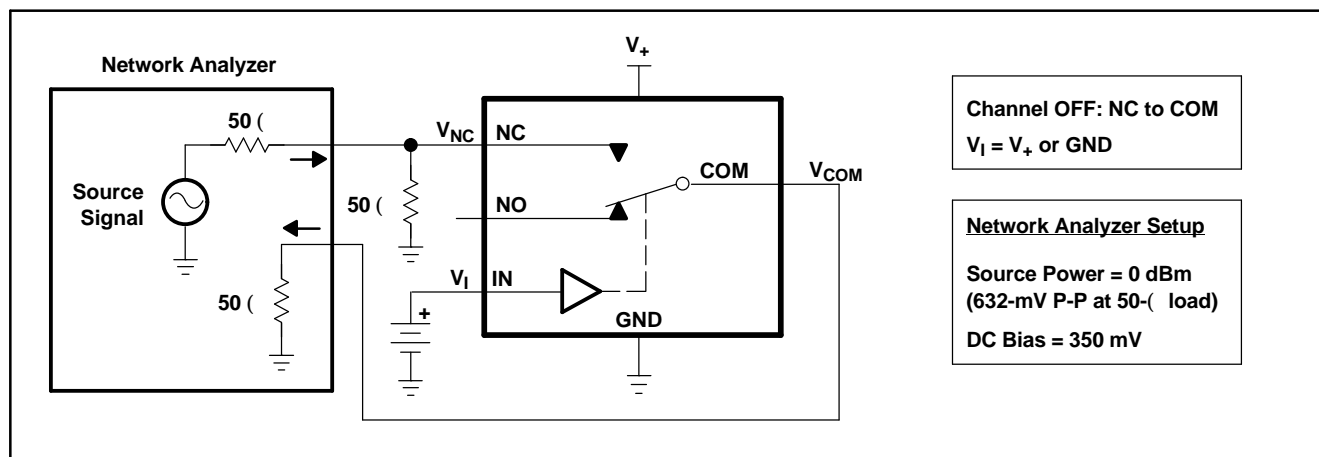 V+
Network Analyzer
50 (
Source
Signal
50 (
VNC
NC
50 (
NO
COM
VCOM
VI
IN
+
GND
Channel OFF: NC to COM
VI = V+ or GND
Network Analyzer Setup
Source Power = 0 dBm
(632-mV P-P at 50-( load)
DC Bias = 350 mV